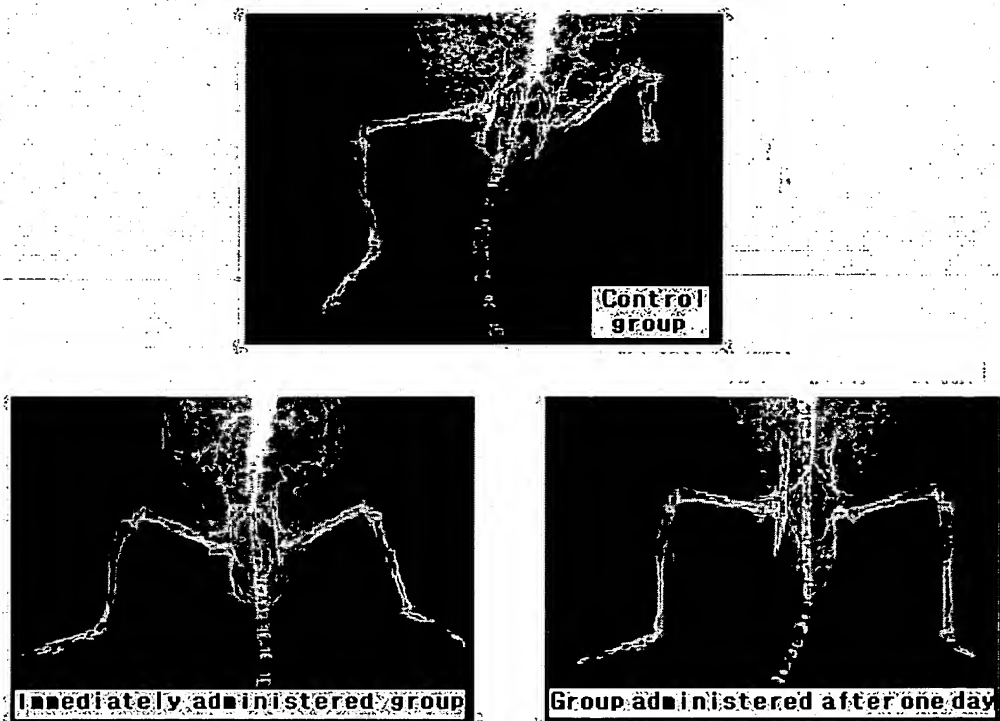 Control
group
Immediately administered group
Group administered after one day